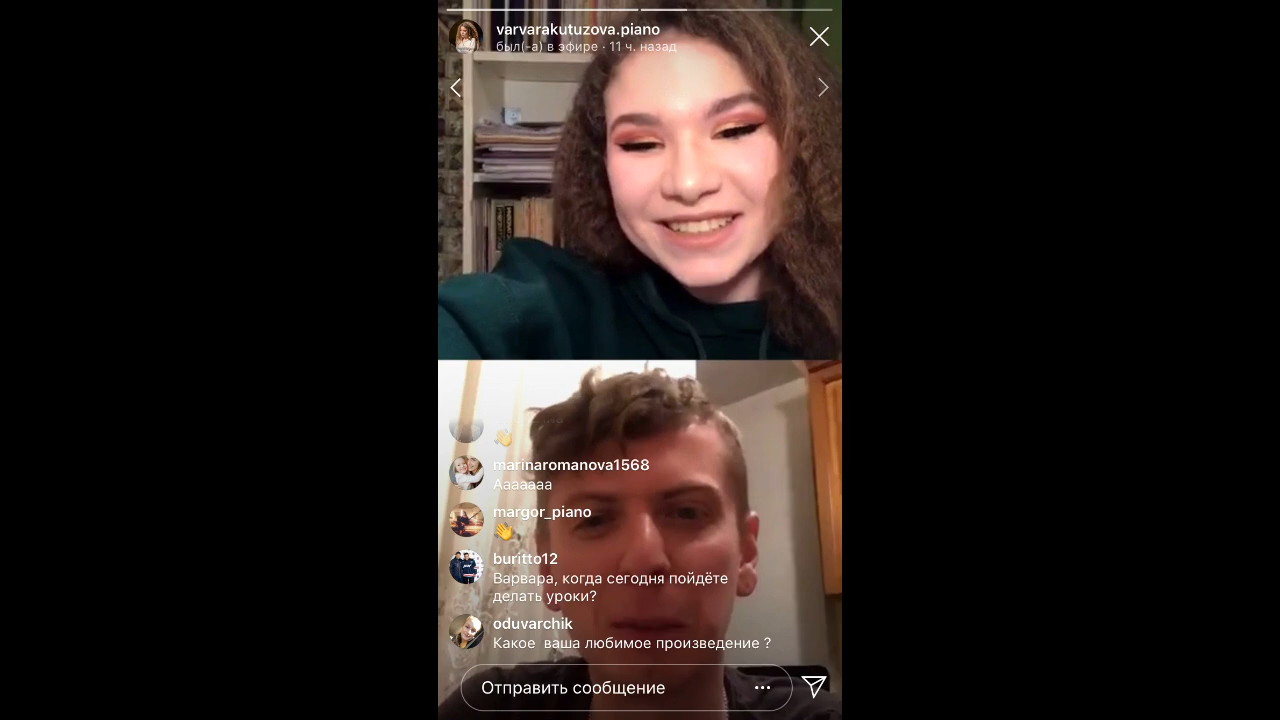 varvarakutuzova.piano
был(-а) в эфире · 11 ч. назад
marinaromanova1568
Ааааааа
margor_piano
buritto12
Варвара, когда сегодня пойдёте
делать уроки?
oduvarchik
Какое ваша любимое произведение ?
Отправить сообщение